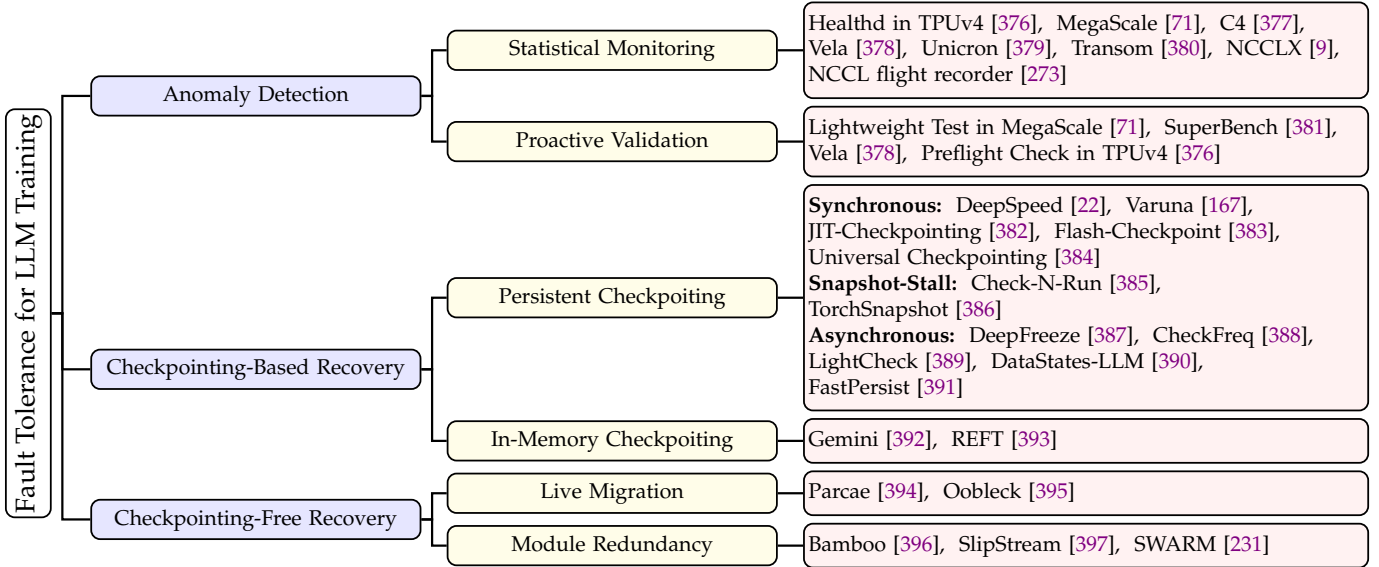 Fault Tolerance for LLM Training
Anomaly Detection
Statistical Monitoring
Healthd in TPUv4 [376], MegaScale [71], C4 [377],
Vela [378], Unicron [379], Transom [380], NCCLX [9],
NCCL flight recorder [273]
Proactive Validation
Lightweight Test in MegaScale [71], SuperBench [381],
Vela [378], Preflight Check in TPUv4 [376]
Checkpointing-Based Recovery
Persistent Checkpoiting
Synchronous: DeepSpeed [22], Varuna [167],
JIT-Checkpointing [382], Flash-Checkpoint [383],
Universal Checkpointing [384]
Snapshot-Stall: Check-N-Run [385],
TorchSnapshot [386]
Asynchronous: DeepFreeze [387], CheckFreq [388],
LightCheck [389], DataStates-LLM [390],
FastPersist [391]
In-Memory Checkpoiting
Gemini [392], REFT [393]
Checkpointing-Free Recovery
Live Migration
Parcae [394], Oobleck [395]
Module Redundancy
Bamboo [396], SlipStream [397], SWARM [231]